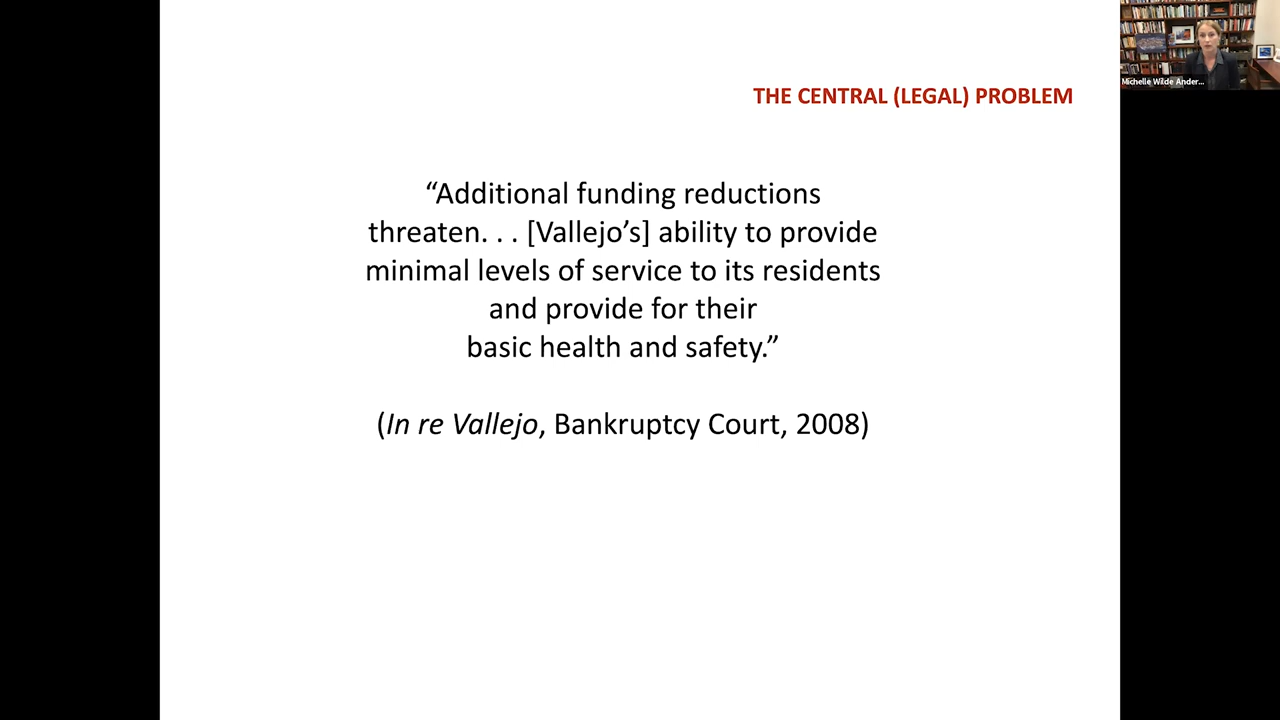 Michelle Wilde Ander...
THE CENTRAL (LEGAL) PROBLEM
“Additional funding reductions
threaten. . . [Vallejo’s] ability to provide
minimal levels of service to its residents
and provide for their
basic health and safety.”
(In re Vallejo, Bankruptcy Court, 2008)